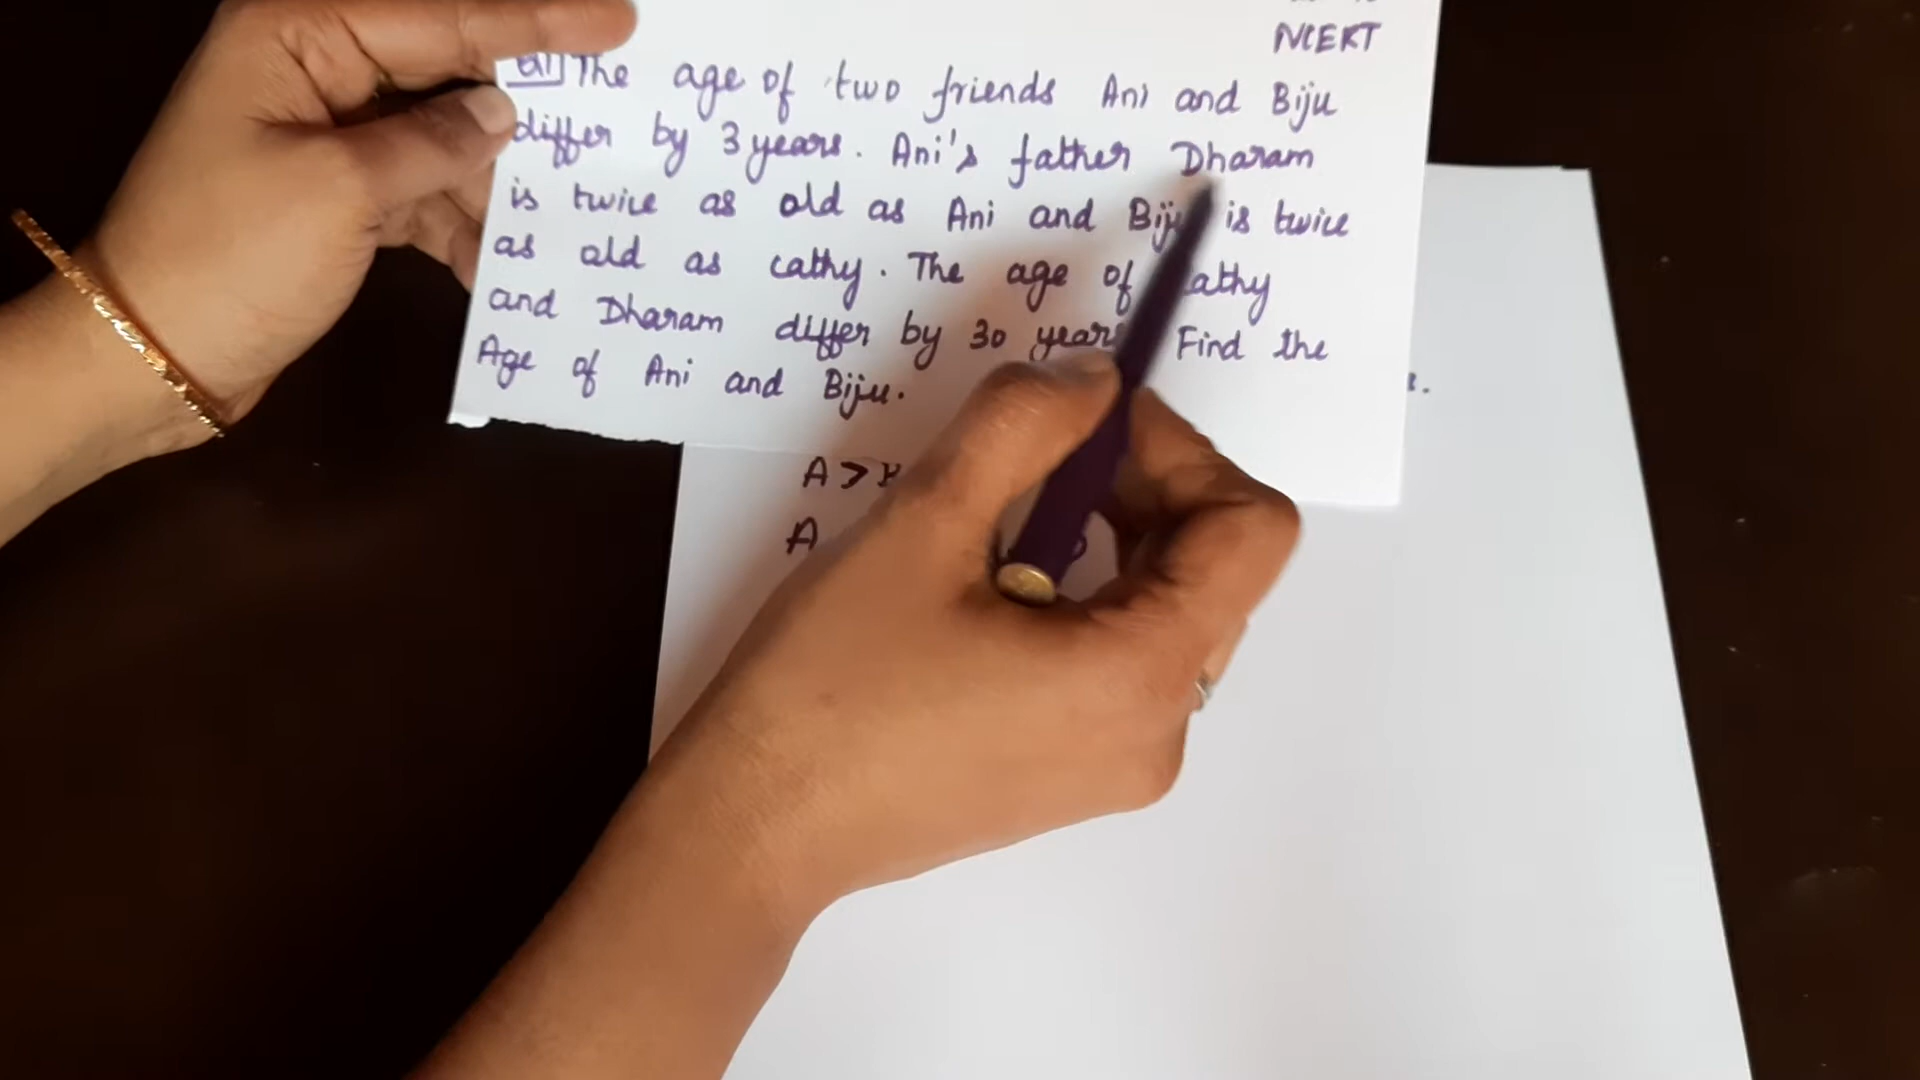 NCERT
Q1 The age of two friends Ani and Biju
differ by 3 years. Ani's father Dharam
is twice as old as Ani and Biju is twice
as old as cathy. The age of cathy
and Dharam differ by 30 years Find the
Age of Ani and Biju.
A > B
A